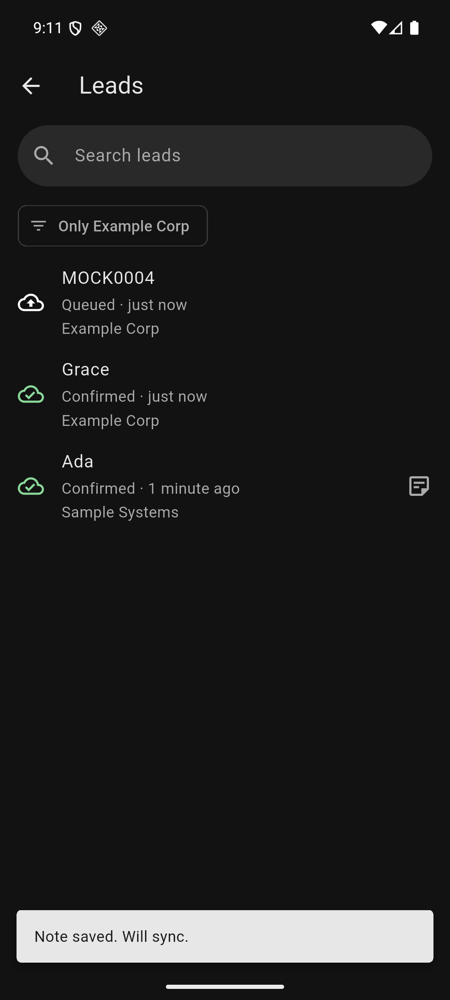 9:11
Leads
Search leads
Only Example Corp
MOCK0004
Queued · just now
Example Corp
Grace
Confirmed · just now
Example Corp
Ada
Confirmed · 1 minute ago
Sample Systems
Note saved. Will sync.